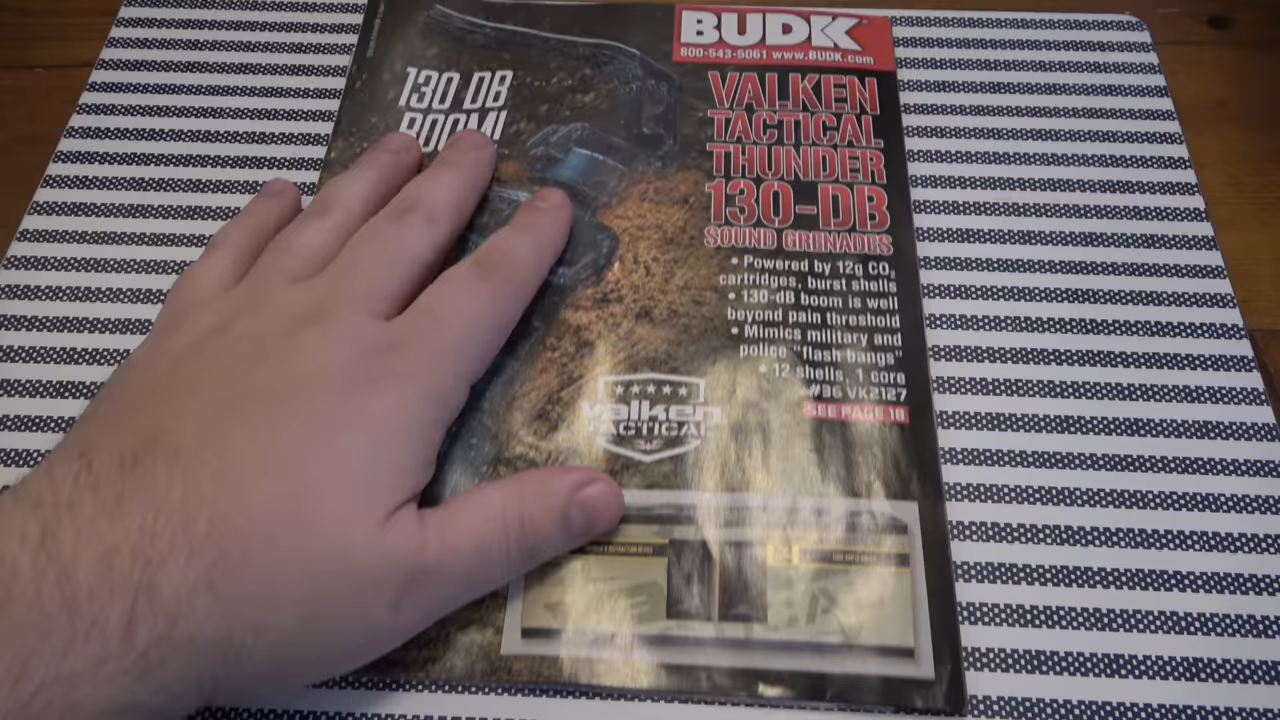 130 DB
BOOM!
BUDK
800-543-5061 www.BUDK.com
VALKEN
TACTICAL
THUNDER
130-DB
SOUND GRENADES
• Powered by 12g CO₂
cartridges, burst shells
• 130-dB boom is well
beyond pain threshold
• Mimics military and
police "flash bangs"
• 12 shells, 1 core
#B6 VK2127
SEE PAGE 18
Valken
TACTICAL